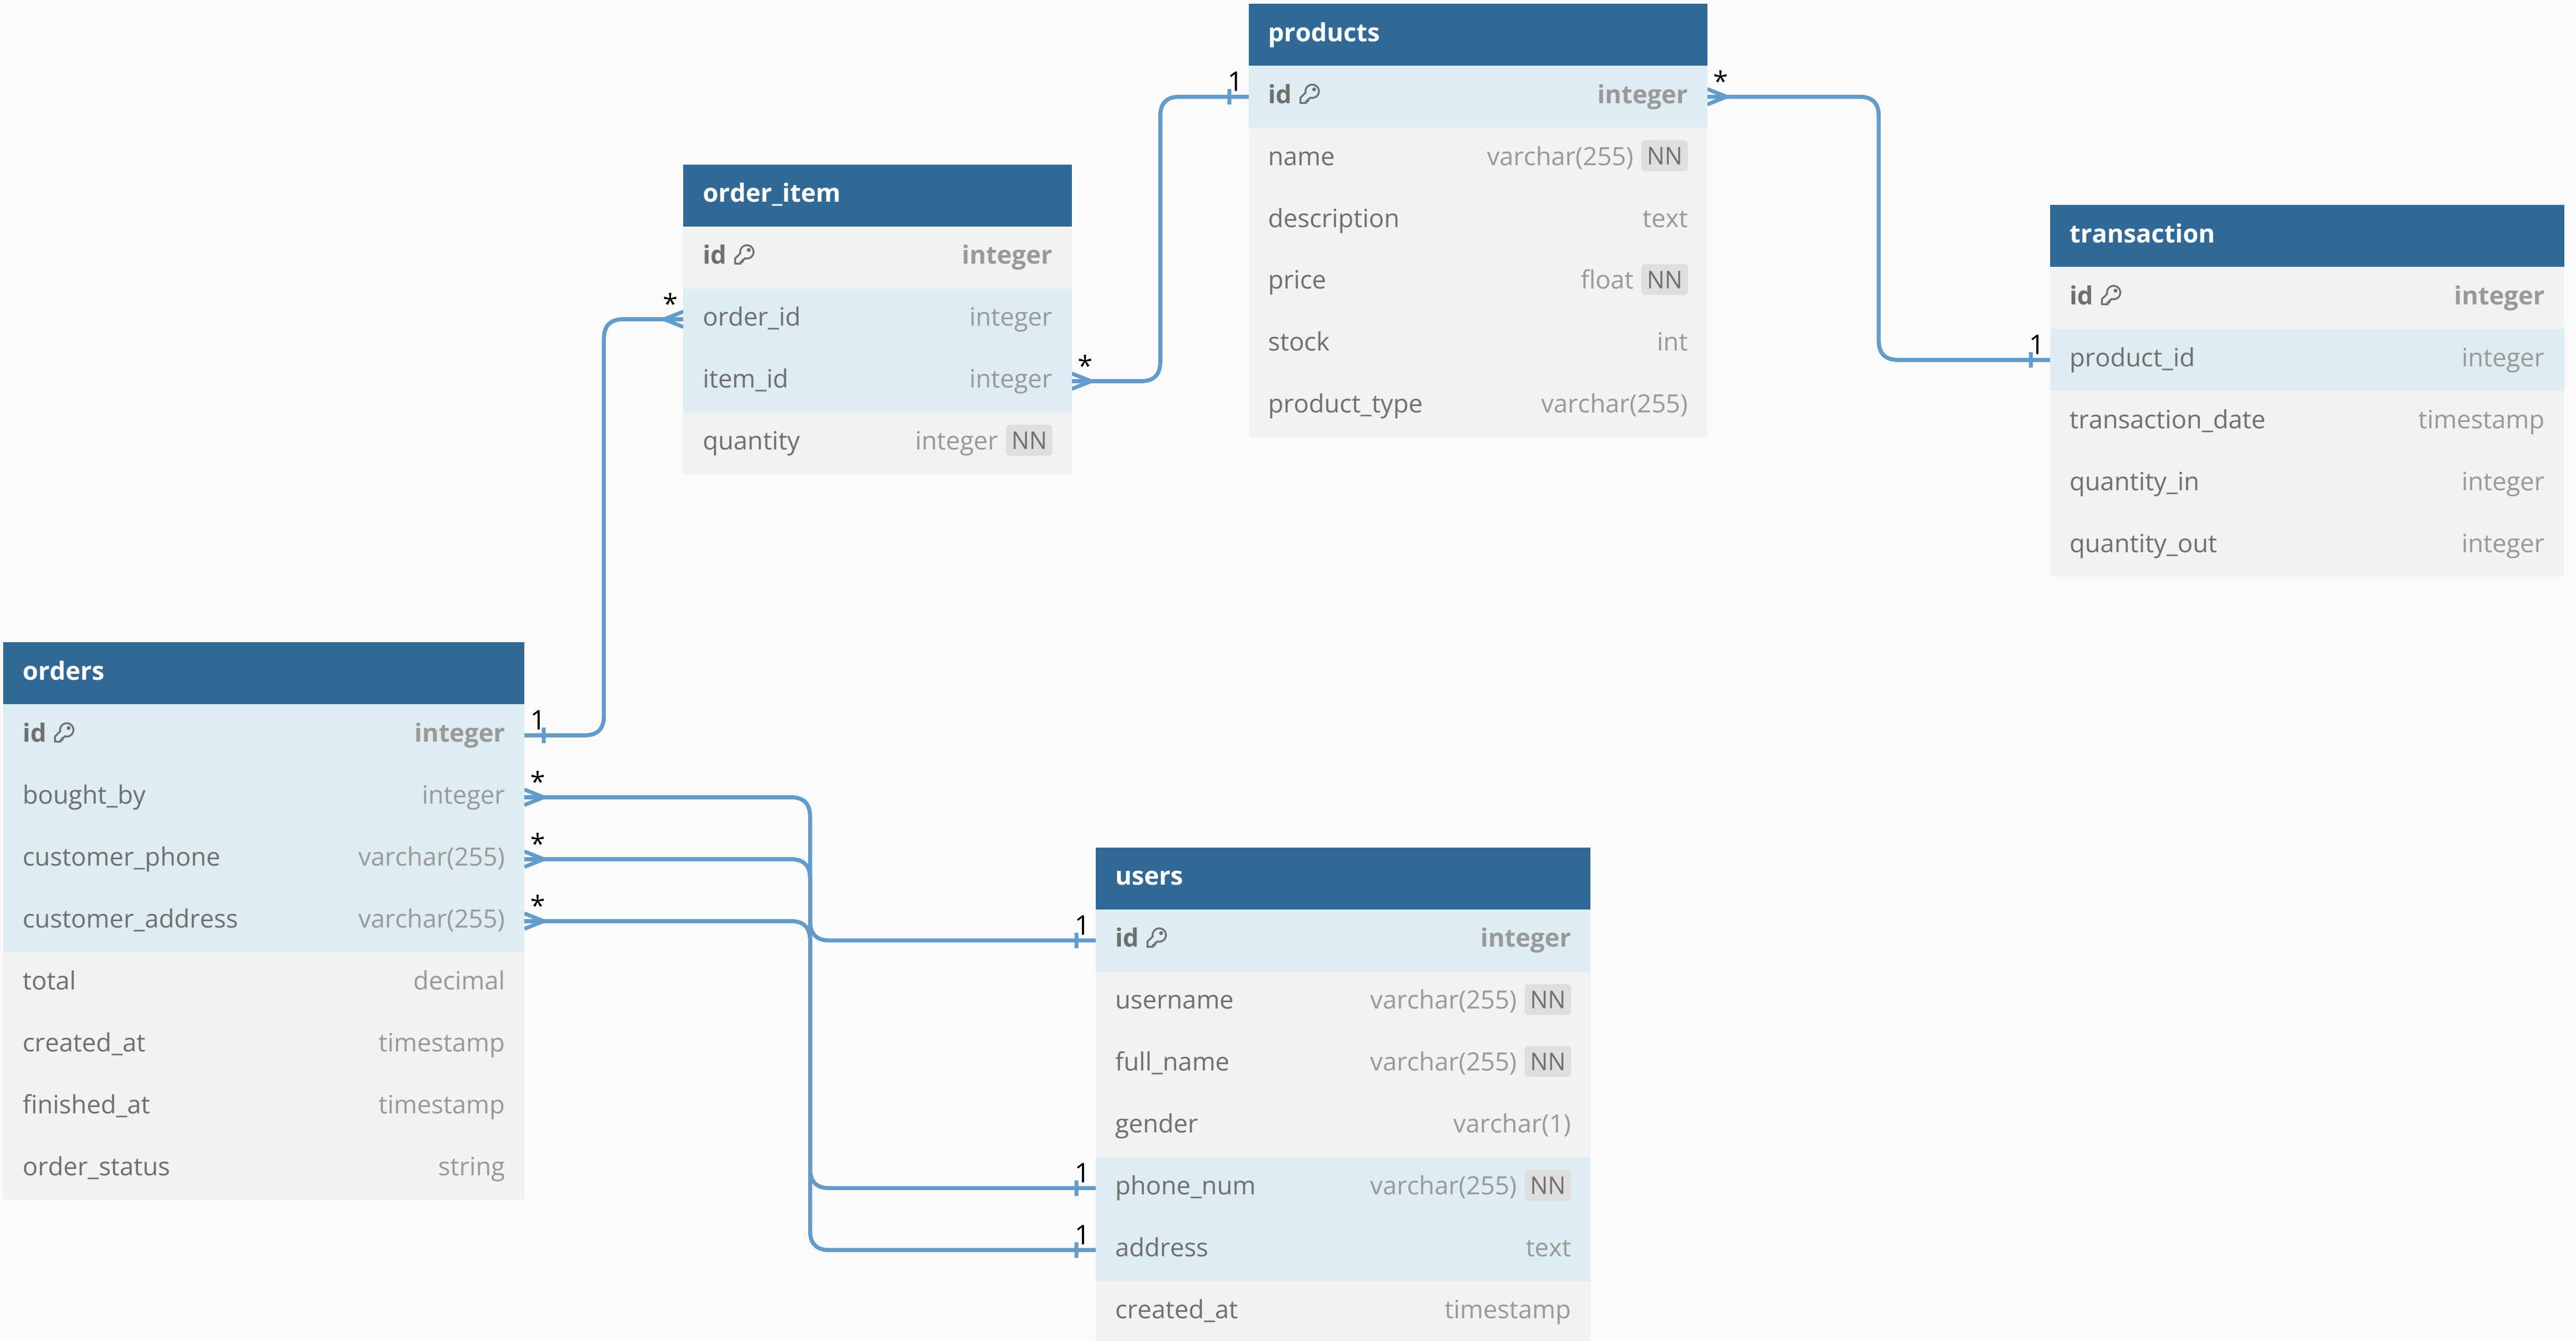 products
id integer
name varchar(255) NN
description text
price float NN
stock int
product_type varchar(255)
1
*
order_item
id integer
order_id integer
item_id integer
quantity integer NN
*
*
transaction
id integer
product_id integer
transaction_date timestamp
quantity_in integer
quantity_out integer
1
orders
id integer
bought_by integer
customer_phone varchar(255)
customer_address varchar(255)
total decimal
created_at timestamp
finished_at timestamp
order_status string
1
*
*
*
users
id integer
username varchar(255) NN
full_name varchar(255) NN
gender varchar(1)
phone_num varchar(255) NN
address text
created_at timestamp
1
1
1